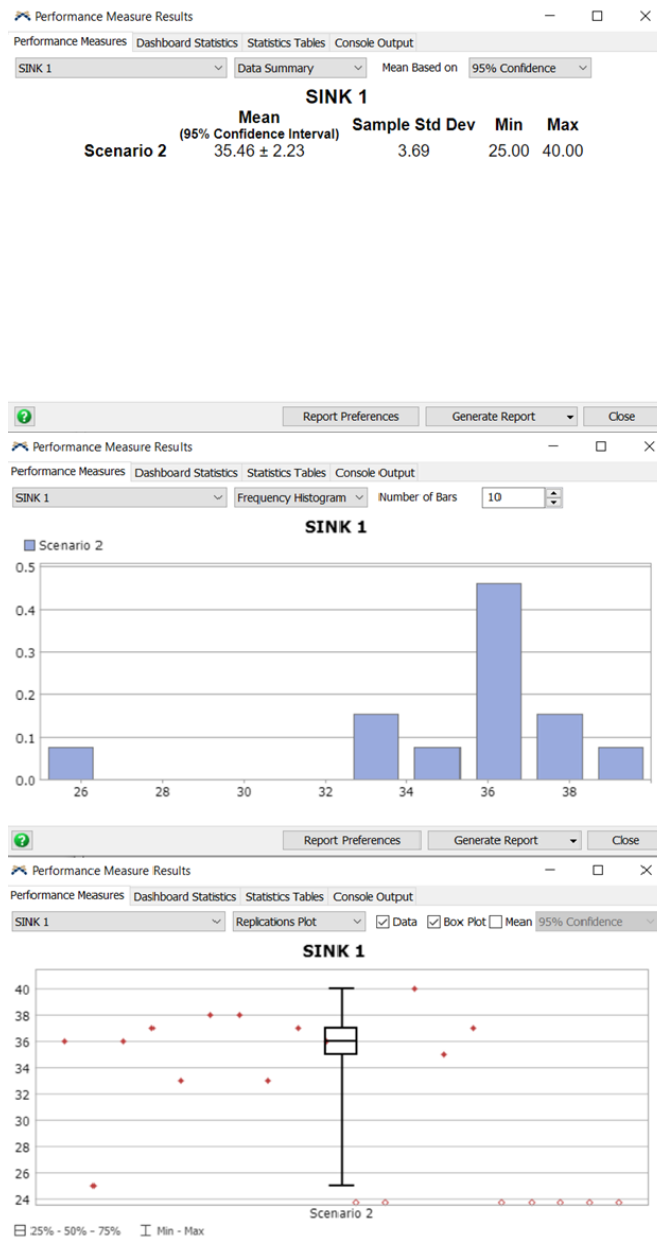 Performance Measure Results
Performance Measures Dashboard Statistics Statistics Tables Console Output
SINK 1 Data Summary Mean Based on 95% Confidence
SINK 1
Mean
(95% Confidence Interval) Sample Std Dev Min Max
Scenario 2 35.46 ± 2.23 3.69 25.00 40.00
Report Preferences Generate Report Close
Performance Measure Results
Performance Measures Dashboard Statistics Statistics Tables Console Output
SINK 1 Frequency Histogram Number of Bars 10
SINK 1
Scenario 2
0.5
0.4
0.3
0.2
0.1
0.0
26 28 30 32 34 36 38
Report Preferences Generate Report Close
Performance Measure Results
Performance Measures Dashboard Statistics Statistics Tables Console Output
SINK 1 Replications Plot Data Box Plot Mean 95% Confidence
SINK 1
40
38
36
34
32
30
28
26
24
Scenario 2
25% - 50% - 75% Min - Max